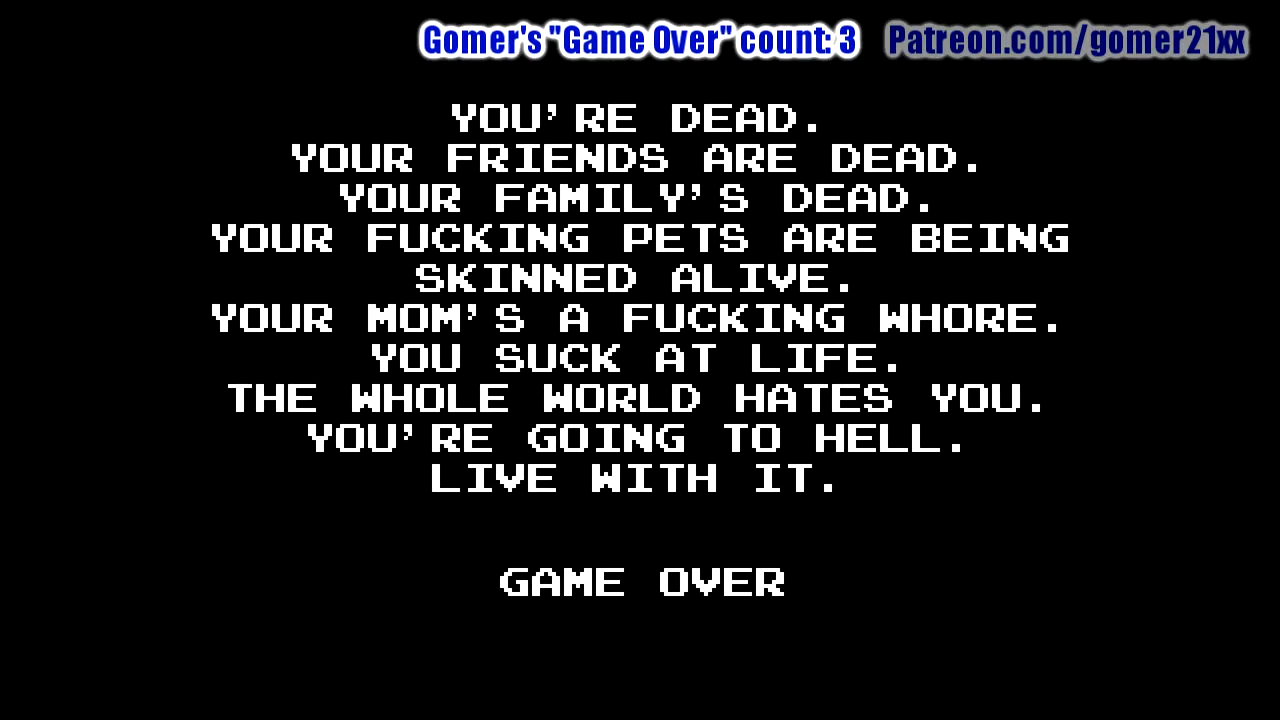 Gomer's "Game Over" count: 3 Patreon.com/gomer21xx
YOU'RE DEAD.
YOUR FRIENDS ARE DEAD.
YOUR FAMILY'S DEAD.
YOUR FUCKING PETS ARE BEING
SKINNED ALIVE.
YOUR MOM'S A FUCKING WHORE.
YOU SUCK AT LIFE.
THE WHOLE WORLD HATES YOU.
YOU'RE GOING TO HELL.
LIVE WITH IT.
GAME OVER